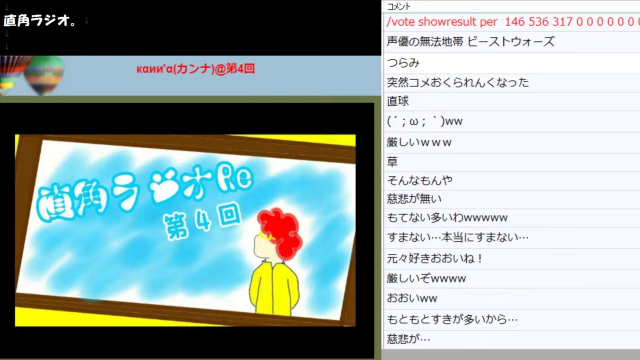 直角ラジオ。
καии'α(カンナ)@第4回
直角ラジオRe
第4回
コメント
/vote showresult per 146 536 317 0 0 0 0 0 0
声優の無法地帯 ビーストウォーズ
つらみ
突然コメおくられんくなった
直球
(´；ω；｀)ww
厳しいｗｗｗ
草
そんなもんや
慈悲が無い
もてない多いわwwwww
すまない…本当にすまない…
元々好きおおいね！
厳しいぞwwww
おおいww
もともとすきが多いから…
慈悲が…